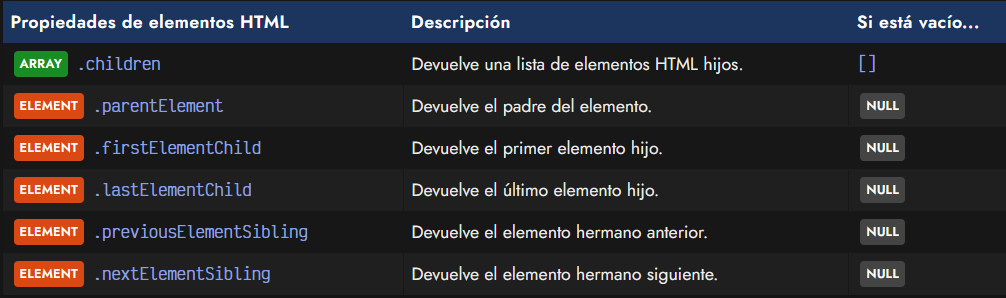 Propiedades de elementos HTML Descripción Si está vacío...
ARRAY .children Devuelve una lista de elementos HTML hijos. []
ELEMENT .parentElement Devuelve el padre del elemento. NULL
ELEMENT .firstElementChild Devuelve el primer elemento hijo. NULL
ELEMENT .lastElementChild Devuelve el último elemento hijo. NULL
ELEMENT .previousElementSibling Devuelve el elemento hermano anterior. NULL
ELEMENT .nextElementSibling Devuelve el elemento hermano siguiente. NULL